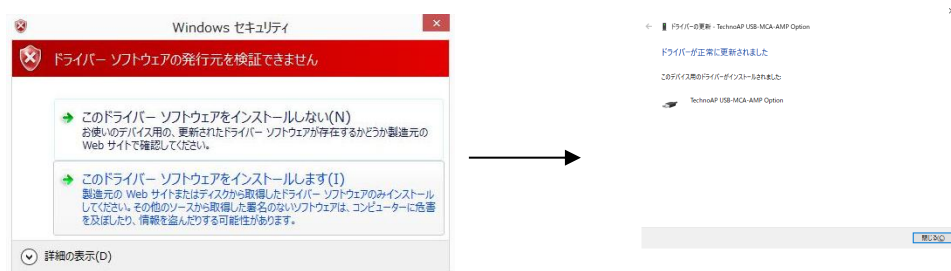 Windows セキュリティ
ドライバー ソフトウェアの発行元を検証できません
このドライバー ソフトウェアをインストールしない(N)
お使いのデバイス用の、更新されたドライバー ソフトウェアが存在するかどうか製造元の
Web サイトで確認してください。
このドライバー ソフトウェアをインストールします(I)
製造元の Web サイトまたはディスクから取得したドライバー ソフトウェアのみインストール
してください。その他のソースから取得した署名のないソフトウェアは、コンピューターに危害
を及ぼしたり、情報を盗んだりする可能性があります。
詳細の表示(D)
ドライバーの更新 - TechnoAP USB-MCA-AMP Option
ドライバーが正常に更新されました
このデバイス用のドライバーがインストールされました:
TechnoAP USB-MCA-AMP Option
閉じる(C)